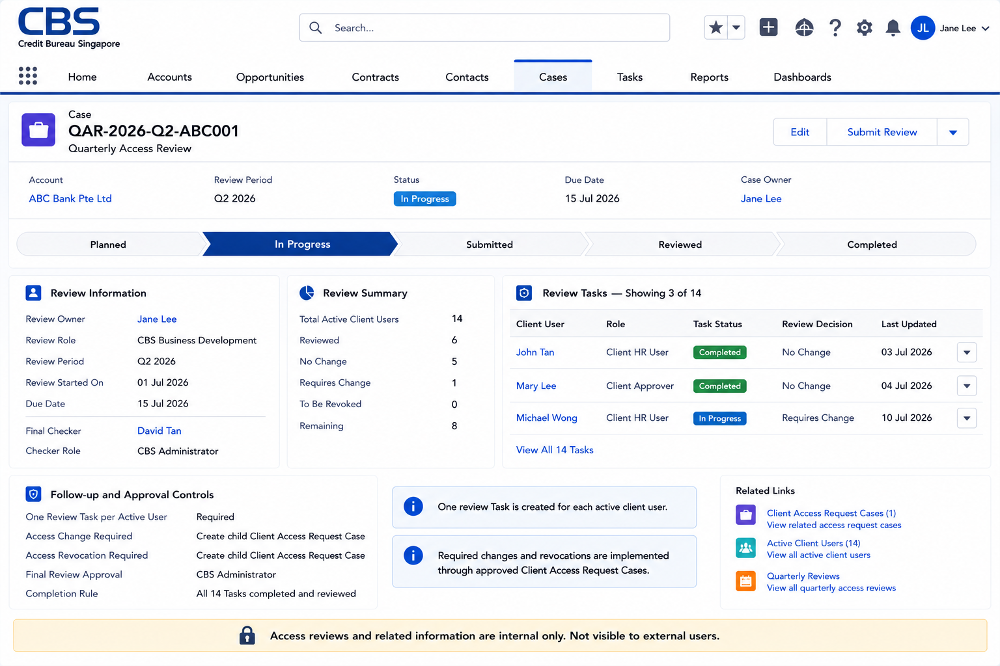 CBS
Credit Bureau Singapore
Search...
JL
Jane Lee
Home
Accounts
Opportunities
Contracts
Contacts
Cases
Tasks
Reports
Dashboards
Case
QAR-2026-Q2-ABC001
Quarterly Access Review
Edit
Submit Review
Account
Review Period
Status
Due Date
Case Owner
ABC Bank Pte Ltd
Q2 2026
In Progress
15 Jul 2026
Jane Lee
Planned
In Progress
Submitted
Reviewed
Completed
Review Information
Review Owner Jane Lee
Review Role CBS Business Development
Review Period Q2 2026
Review Started On 01 Jul 2026
Due Date 15 Jul 2026
Final Checker David Tan
Checker Role CBS Administrator
Review Summary
Total Active Client Users 14
Reviewed 6
No Change 5
Requires Change 1
To Be Revoked 0
Remaining 8
Review Tasks — Showing 3 of 14
Client User Role Task Status Review Decision Last Updated
John Tan Client HR User Completed No Change 03 Jul 2026
Mary Lee Client Approver Completed No Change 04 Jul 2026
Michael Wong Client HR User In Progress Requires Change 10 Jul 2026
View All 14 Tasks
Follow-up and Approval Controls
One Review Task per Active User Required
Access Change Required Create child Client Access Request Case
Access Revocation Required Create child Client Access Request Case
Final Review Approval CBS Administrator
Completion Rule All 14 Tasks completed and reviewed
One review Task is created for each active client user.
Required changes and revocations are implemented
through approved Client Access Request Cases.
Related Links
Client Access Request Cases (1)
View related access request cases
Active Client Users (14)
View all active client users
Quarterly Reviews
View all quarterly access reviews
Access reviews and related information are internal only. Not visible to external users.